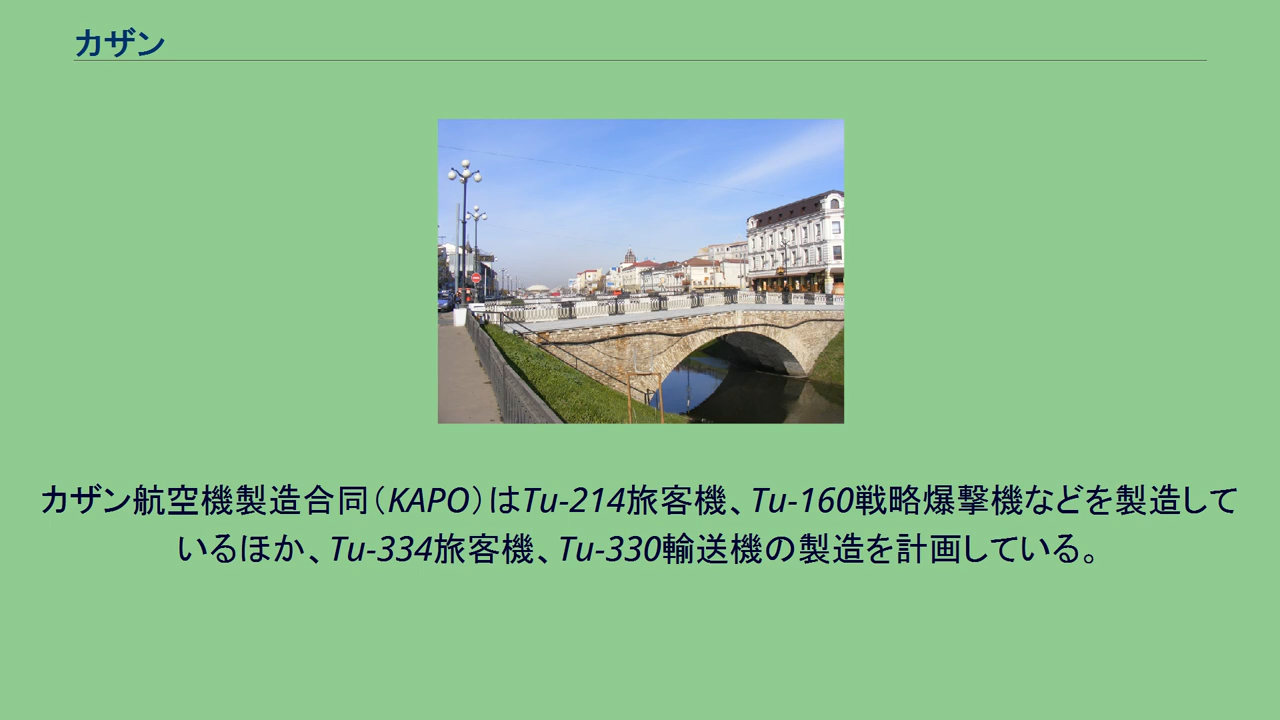 カザン
カザン航空機製造合同（KAPO）はTu-214旅客機、Tu-160戦略爆撃機などを製造して
いるほか、Tu-334旅客機、Tu-330輸送機の製造を計画している。